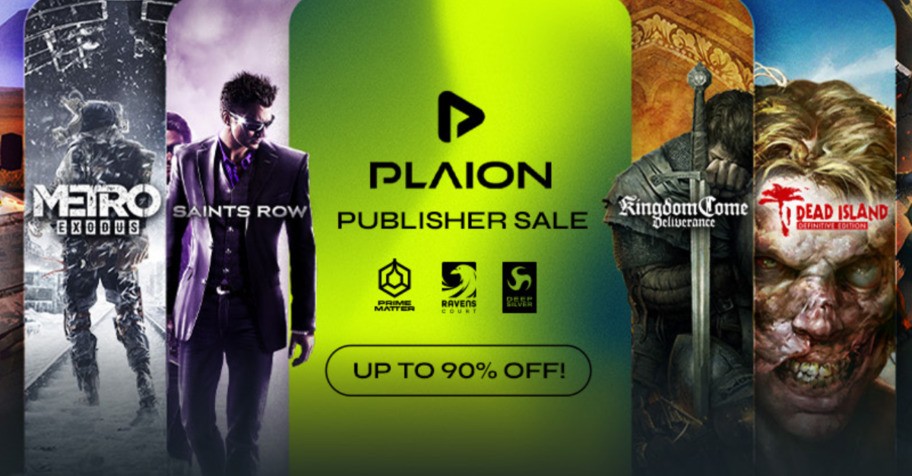 METRO
EXODUS
SAINTS ROW
PLAION
PUBLISHER SALE
PRIME
MATTER
RAVENS
COURT
DEEP
SILVER
UP TO 90% OFF!
Kingdom Come
Deliverance
DEAD ISLAND
DEFINITIVE EDITION